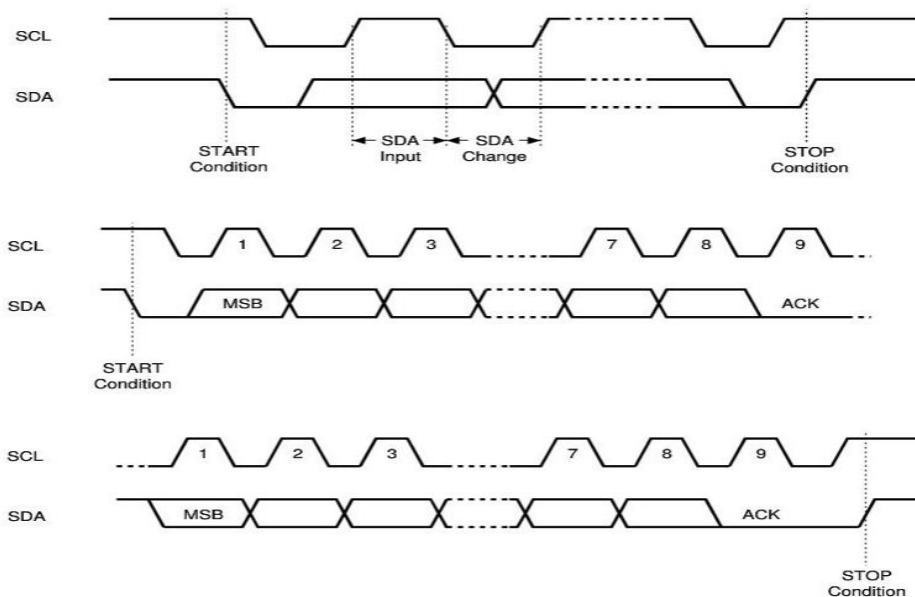 SCL
SDA
START
Condition
SDA
Input
SDA
Change
STOP
Condition
SCL
1 2 3 7 8 9
SDA
MSB ACK
START
Condition
SCL
1 2 3 7 8 9
SDA
MSB ACK
STOP
Condition